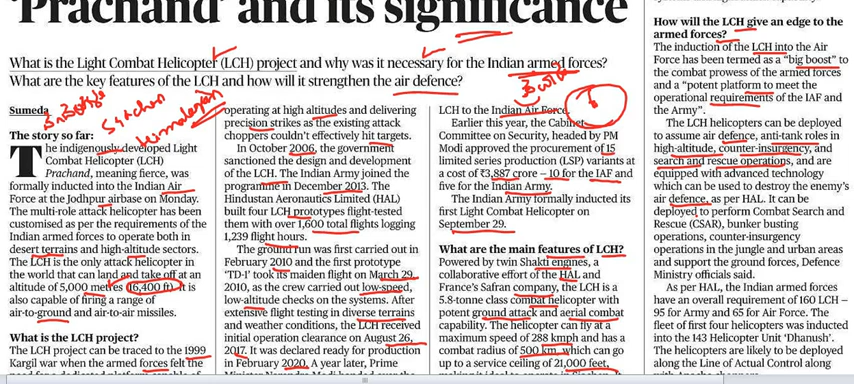 'Prachand' and its significance
What is the Light Combat Helicopter (LCH) project and why was it necessary for the Indian armed forces?
What are the key features of the LCH and how will it strengthen the air defence?
Sumeda
The story so far:
The indigenously developed Light
Combat Helicopter (LCH)
Prachand, meaning fierce, was
formally inducted into the Indian Air
Force at the Jodhpur airbase on Monday.
The multi-role attack helicopter has been
customised as per the requirements of the
Indian armed forces to operate both in
desert terrains and high-altitude sectors.
The LCH is the only attack helicopter in
the world that can land and take off at an
altitude of 5,000 metres (16,400 ft). It is
also capable of firing a range of
air-to-ground and air-to-air missiles.
What is the LCH project?
The LCH project can be traced to the 1999
Kargil war when the armed forces felt the
operating at high altitudes and delivering
precision strikes as the existing attack
choppers couldn't effectively hit targets.
In October 2006, the government
sanctioned the design and development
of the LCH. The Indian Army joined the
programme in December 2013. The
Hindustan Aeronautics Limited (HAL)
built four LCH prototypes flight-tested
them with over 1,600 total flights logging
1,239 flight hours.
The ground run was first carried out in
February 2010 and the first prototype
'TD-1' took its maiden flight on March 29,
2010, as the crew carried out low-speed,
low-altitude checks on the systems. After
extensive flight testing in diverse terrains
and weather conditions, the LCH received
initial operation clearance on August 26,
2017. It was declared ready for production
in February 2020. A year later, Prime
LCH to the Indian Air Force.
Earlier this year, the Cabinet
Committee on Security, headed by PM
Modi approved the procurement of 15
limited series production (LSP) variants at
a cost of ₹3,887 crore – 10 for the IAF and
five for the Indian Army.
The Indian Army formally inducted its
first Light Combat Helicopter on
September 29.
What are the main features of LCH?
Powered by twin Shakti engines, a
collaborative effort of the HAL and
France's Safran company, the LCH is a
5.8-tonne class combat helicopter with
potent ground attack and aerial combat
capability. The helicopter can fly at a
maximum speed of 288 kmph and has a
combat radius of 500 km, which can go
up to a service ceiling of 21,000 feet,
How will the LCH give an edge to the
armed forces?
The induction of the LCH into the Air
Force has been termed as a "big boost" to
the combat prowess of the armed forces
and a "potent platform to meet the
operational requirements of the IAF and
the Army".
The LCH helicopters can be deployed
to assume air defence, anti-tank roles in
high-altitude, counter-insurgency, and
search and rescue operations, and are
equipped with advanced technology
which can be used to destroy the enemy's
air defence, as per HAL. It can be
deployed to perform Combat Search and
Rescue (CSAR), bunker busting
operations, counter-insurgency
operations in the jungle and urban areas
and support the ground forces, Defence
Ministry officials said.
As per HAL, the Indian armed forces
have an overall requirement of 160 LCH –
95 for Army and 65 for Air Force. The
fleet of first four helicopters was inducted
into the 143 Helicopter Unit 'Dhanush'.
The helicopters are likely to be deployed
along the Line of Actual Control along